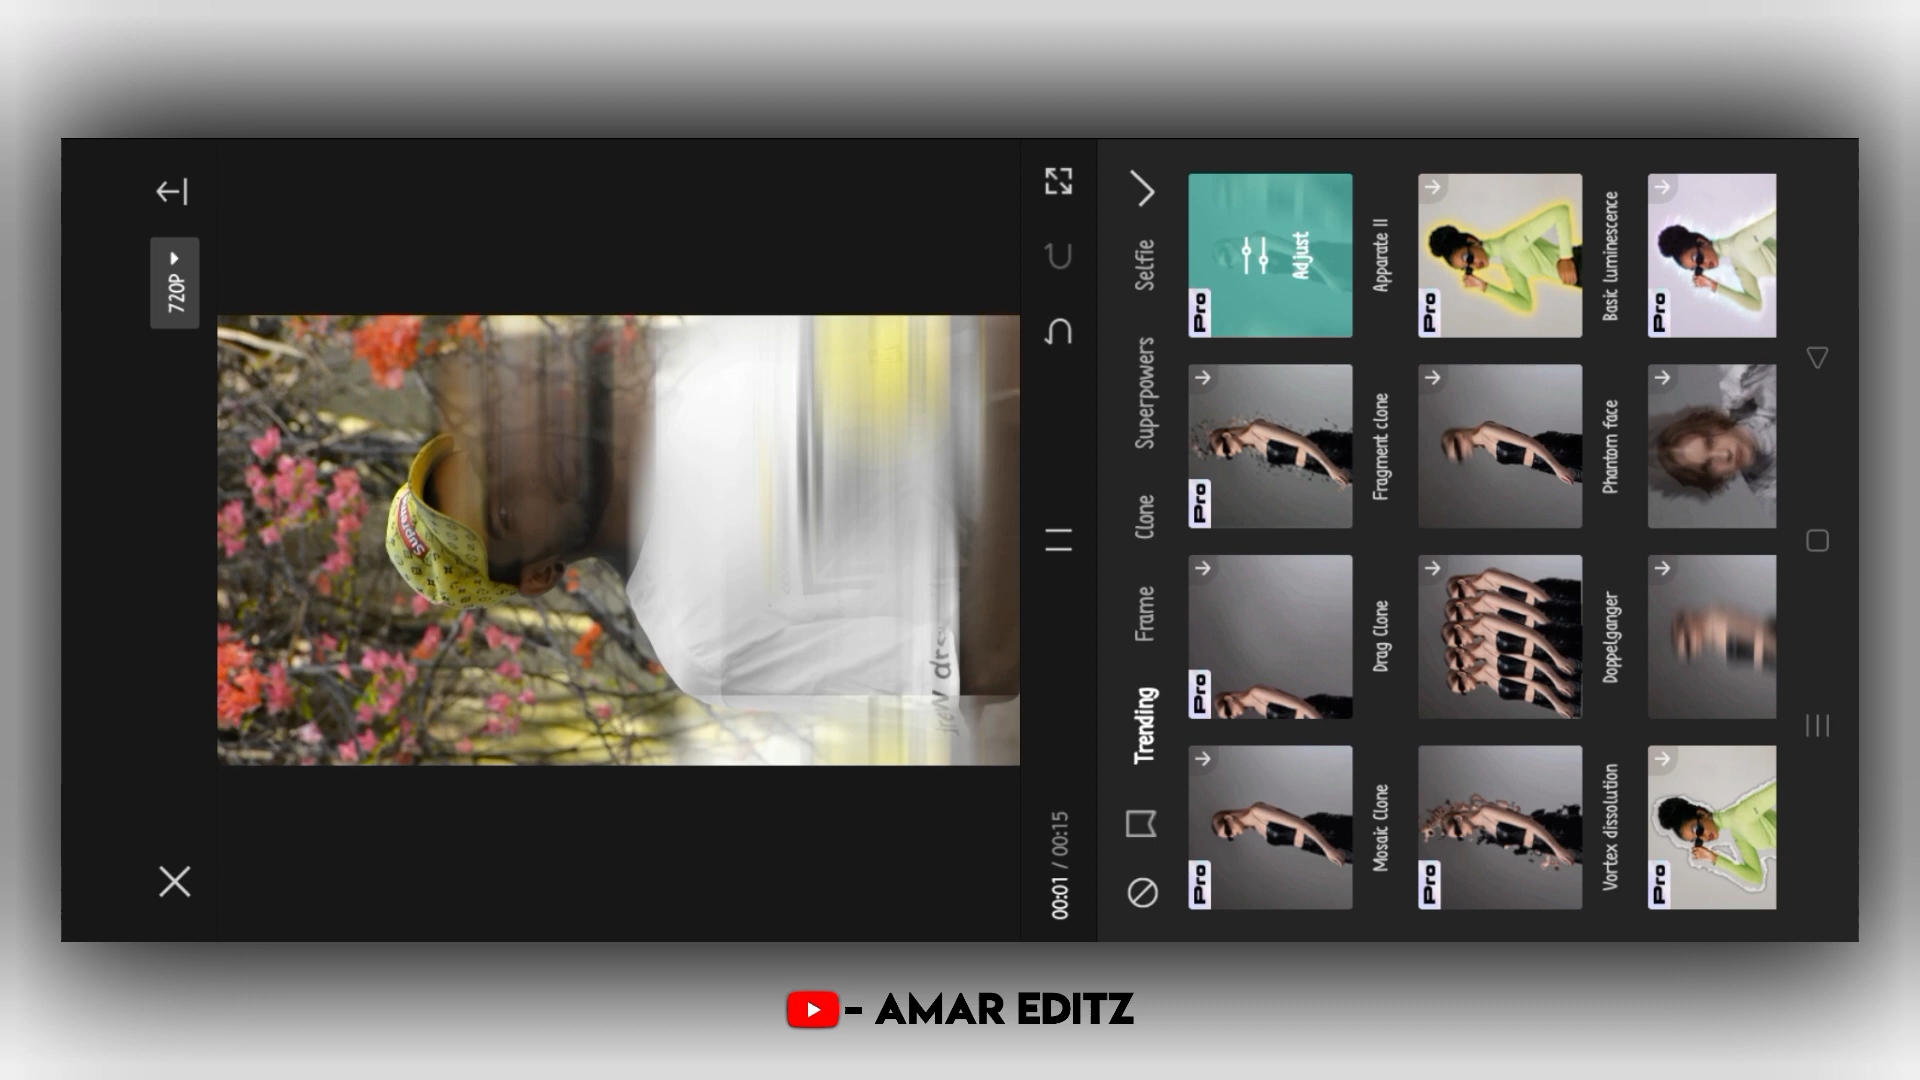 720P
Supreme
00:01 / 00:15
Trending Frame Clone Superpowers Selfie
Pro Pro Pro Pro
Adjust
Mosaic Clone Drag Clone Fragment clone Apparate II
Pro Pro
Vortex dissolution Doppelganger Phantom face Basic luminescence
Pro Pro
- AMAR EDITZ